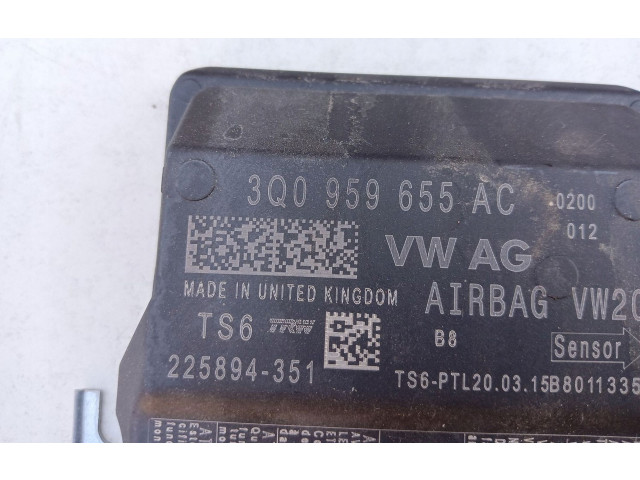 3Q0 959 655 AC 0200
012
VW AG
MADE IN UNITED KINGDOM AIRBAG
TS6 TRW B8 Sensor
225894-351 TS6-PTL20.03.15B8011335